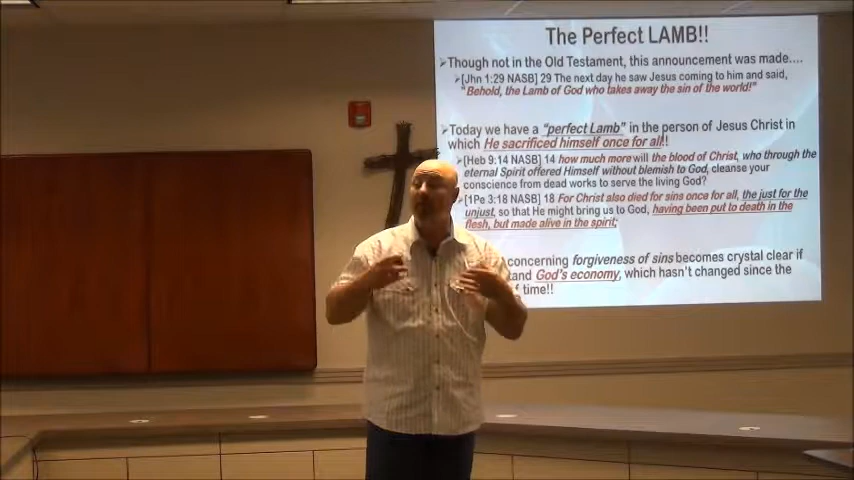 The Perfect LAMB!!
➢Though not in the Old Testament, this announcement was made....
➢[Jhn 1:29 NASB] 29 The next day he saw Jesus coming to him and said,
"Behold, the Lamb of God who takes away the sin of the world!"
➢Today we have a "perfect Lamb" in the person of Jesus Christ in
which He sacrificed himself once for all!
➢[Heb 9:14 NASB] 14 how much more will the blood of Christ, who through the
eternal Spirit offered Himself without blemish to God, cleanse your
conscience from dead works to serve the living God?
➢[1Pe 3:18 NASB] 18 For Christ also died for sins once for all, the just for the
unjust, so that He might bring us to God, having been put to death in the
flesh, but made alive in the spirit;
concerning forgiveness of sins becomes crystal clear if
and God's economy which hasn't changed since the
of time!!